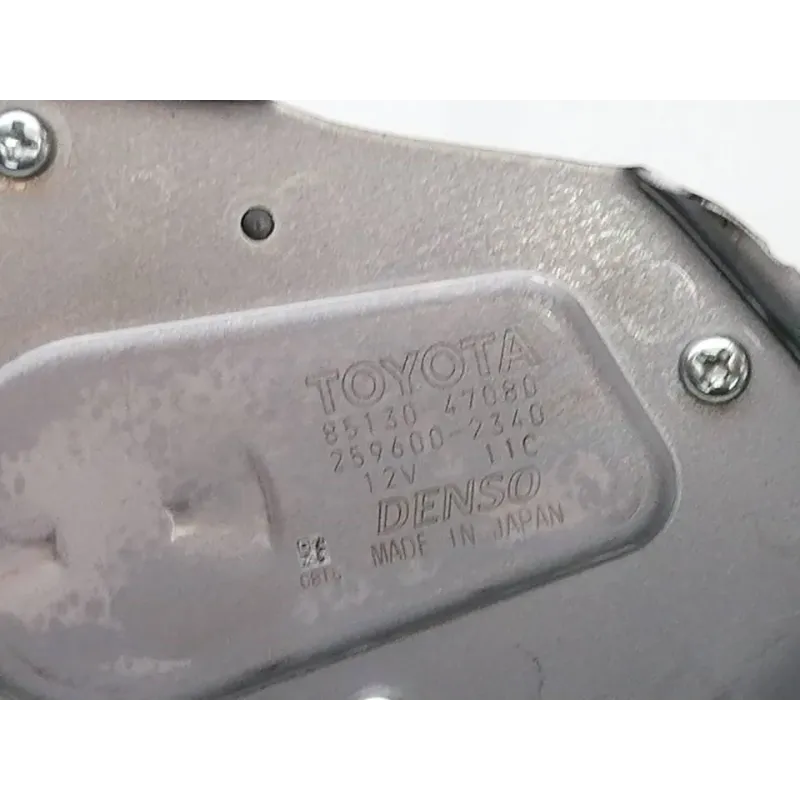 TOYOTA
85130 47080
259600-2340
12V 11C
DENSO
MADE IN JAPAN